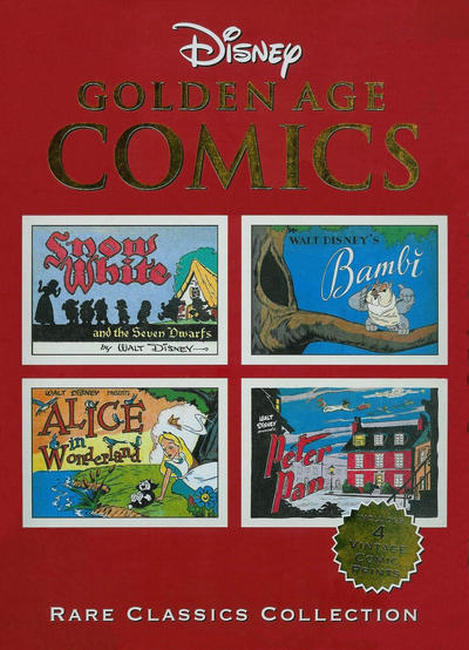 Disney
GOLDEN AGE
COMICS
Snow
White
and the Seven Dwarfs
by WALT DISNEY
WALT DISNEY'S
Bambi
WALT DISNEY PRESENTS
ALICE
in
Wonderland
WALT
DISNEY
presents
Peter
Pan
4
VINTAGE
COMIC
PRINTS
RARE CLASSICS COLLECTION